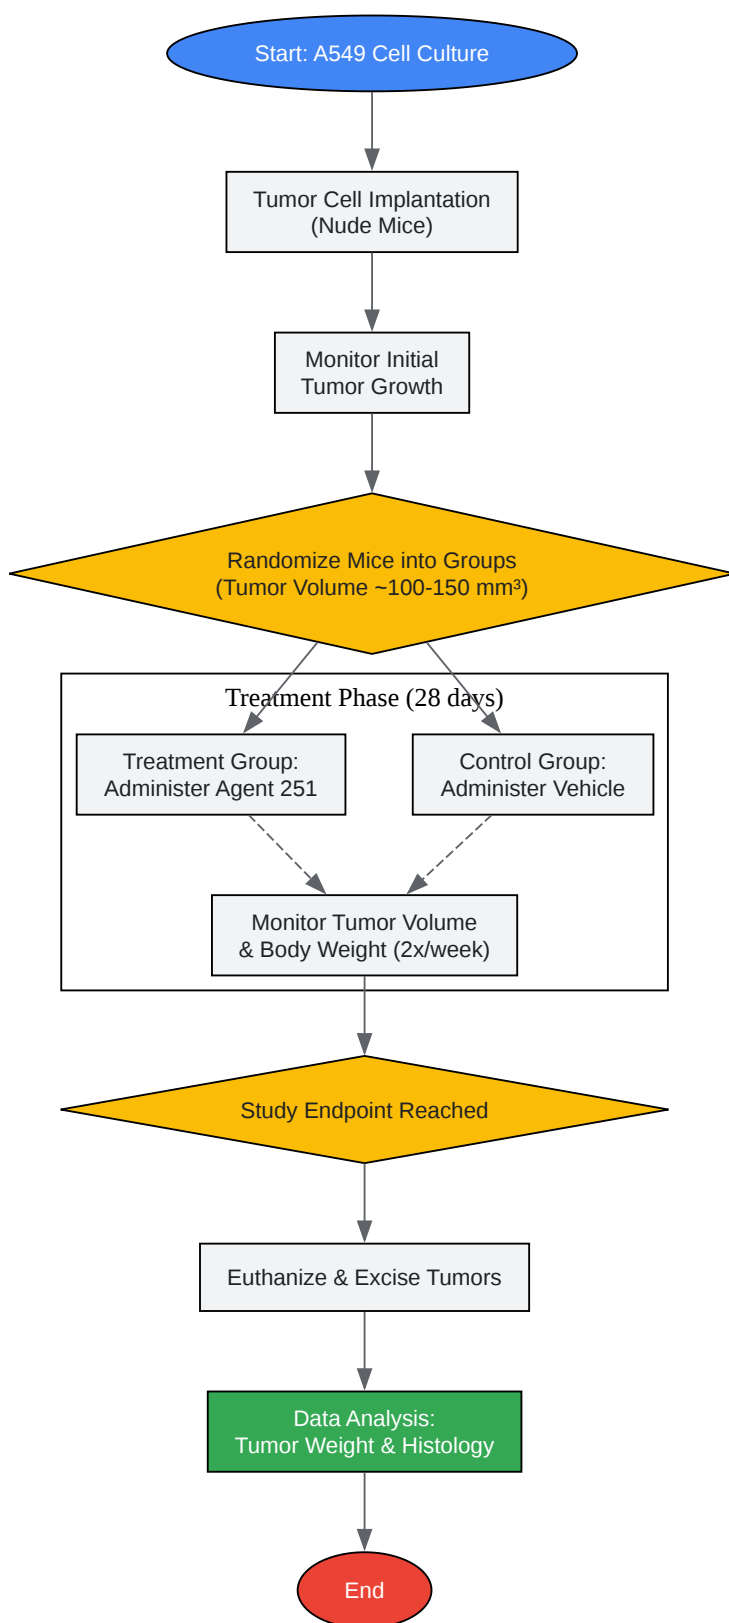 Start: A549 Cell Culture
Tumor Cell Implantation
(Nude Mice)
Monitor Initial
Tumor Growth
Randomize Mice into Groups
(Tumor Volume ~100-150 mm³)
Treatment Phase (28 days)
Treatment Group:
Administer Agent 251
Control Group:
Administer Vehicle
Monitor Tumor Volume
& Body Weight (2x/week)
Study Endpoint Reached
Euthanize & Excise Tumors
Data Analysis:
Tumor Weight & Histology
End